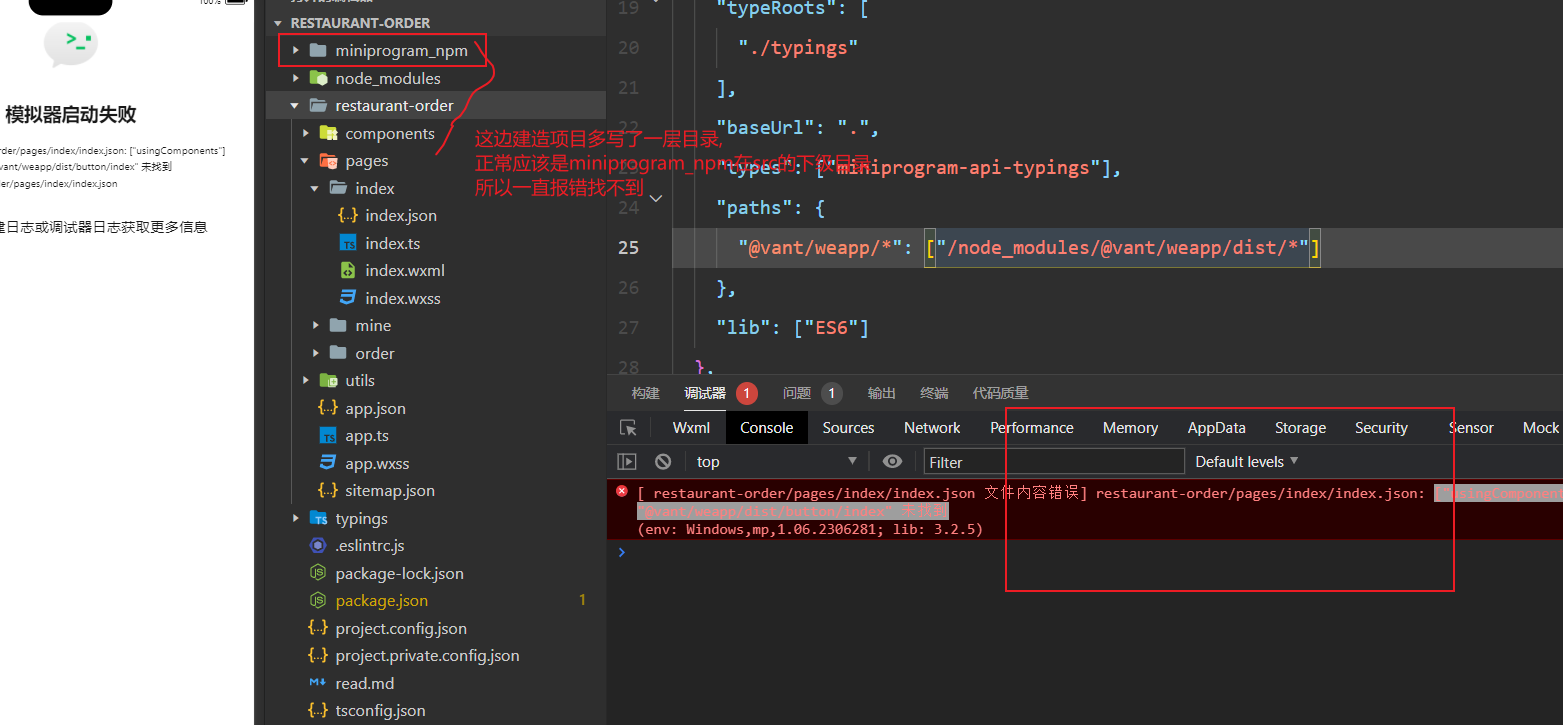 100%
模拟器启动失败
order/pages/index/index.json: ["usingComponents"]
vant/weapp/dist/button/index" 未找到
der/pages/index/index.json
建日志或调试器日志获取更多信息
RESTAURANT-ORDER
miniprogram_npm
node_modules
restaurant-order
components
pages
index
index.json
index.ts
index.wxml
index.wxss
mine
order
utils
app.json
app.ts
app.wxss
sitemap.json
typings
.eslintrc.js
package-lock.json
package.json 1
project.config.json
project.private.config.json
read.md
tsconfig.json
这边建造项目多写了一层目录,
正常应该是miniprogram_npm在src的下级目录
所以一直报错找不到
19 "typeRoots": [
20 "./typings"
21 ],
22 "baseUrl": ".",
23 "types": ["miniprogram-api-typings"],
24 "paths": {
25 "@vant/weapp/*": ["/node_modules/@vant/weapp/dist/*"]
26 },
27 "lib": ["ES6"]
28 },
构建 调试器 1 问题 1 输出 终端 代码质量
Wxml Console Sources Network Performance Memory AppData Storage Security Sensor Mock
top Filter Default levels
[ restaurant-order/pages/index/index.json 文件内容错误] restaurant-order/pages/index/index.json: ["usingComponent
"@vant/weapp/dist/button/index" 未找到
(env: Windows,mp,1.06.2306281; lib: 3.2.5)